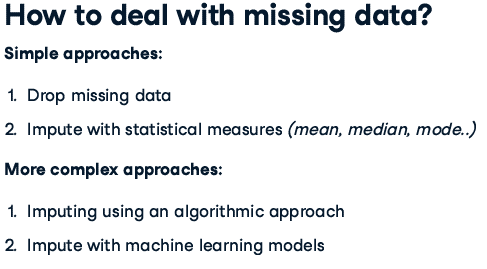 How to deal with missing data?
Simple approaches:
1. Drop missing data
2. Impute with statistical measures (mean, median, mode..)
More complex approaches:
1. Imputing using an algorithmic approach
2. Impute with machine learning models